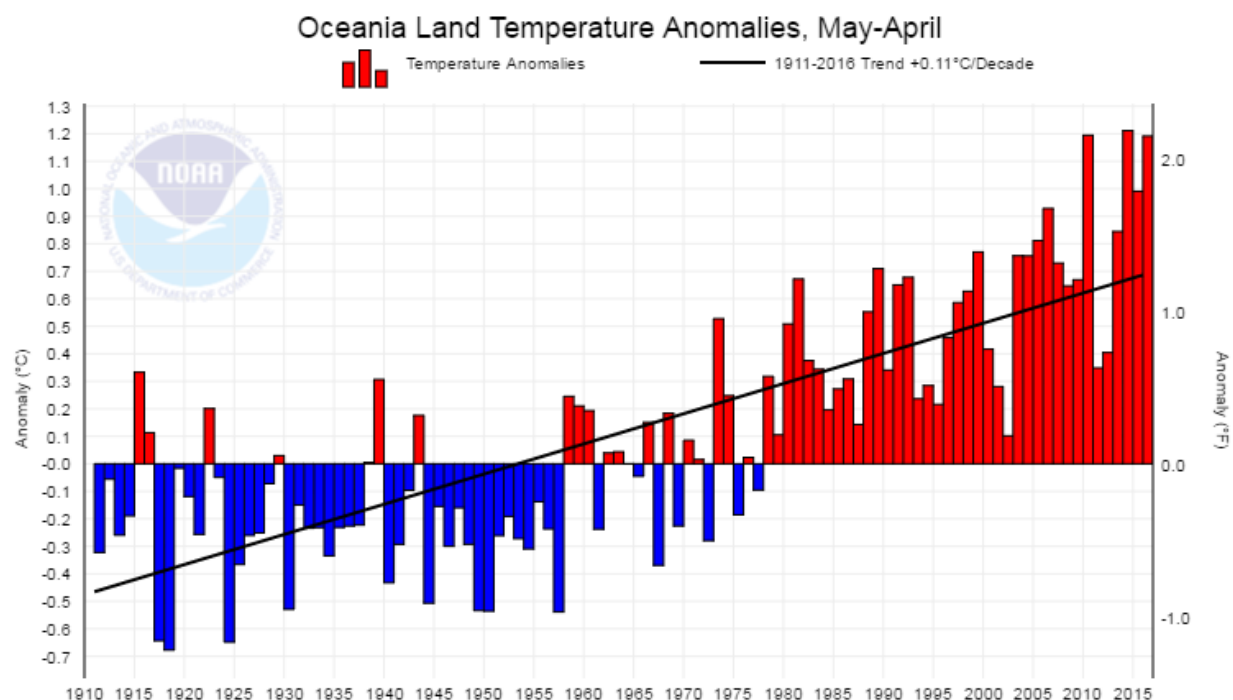 Oceania Land Temperature Anomalies, May-April
Temperature Anomalies
1911-2016 Trend +0.11°C/Decade
1.3
1.2
1.1
1.0
0.9
0.8
0.7
0.6
0.5
0.4
0.3
0.2
0.1
-0.0
-0.1
-0.2
-0.3
-0.4
-0.5
-0.6
-0.7
Anomaly (°C)
NATIONAL OCEANIC AND ATMOSPHERIC ADMINISTRATION
NOAA
U.S. DEPARTMENT OF COMMERCE
2.0
1.0
0.0
-1.0
Anomaly (°F)
1910 1915 1920 1925 1930 1935 1940 1945 1950 1955 1960 1965 1970 1975 1980 1985 1990 1995 2000 2005 2010 2015